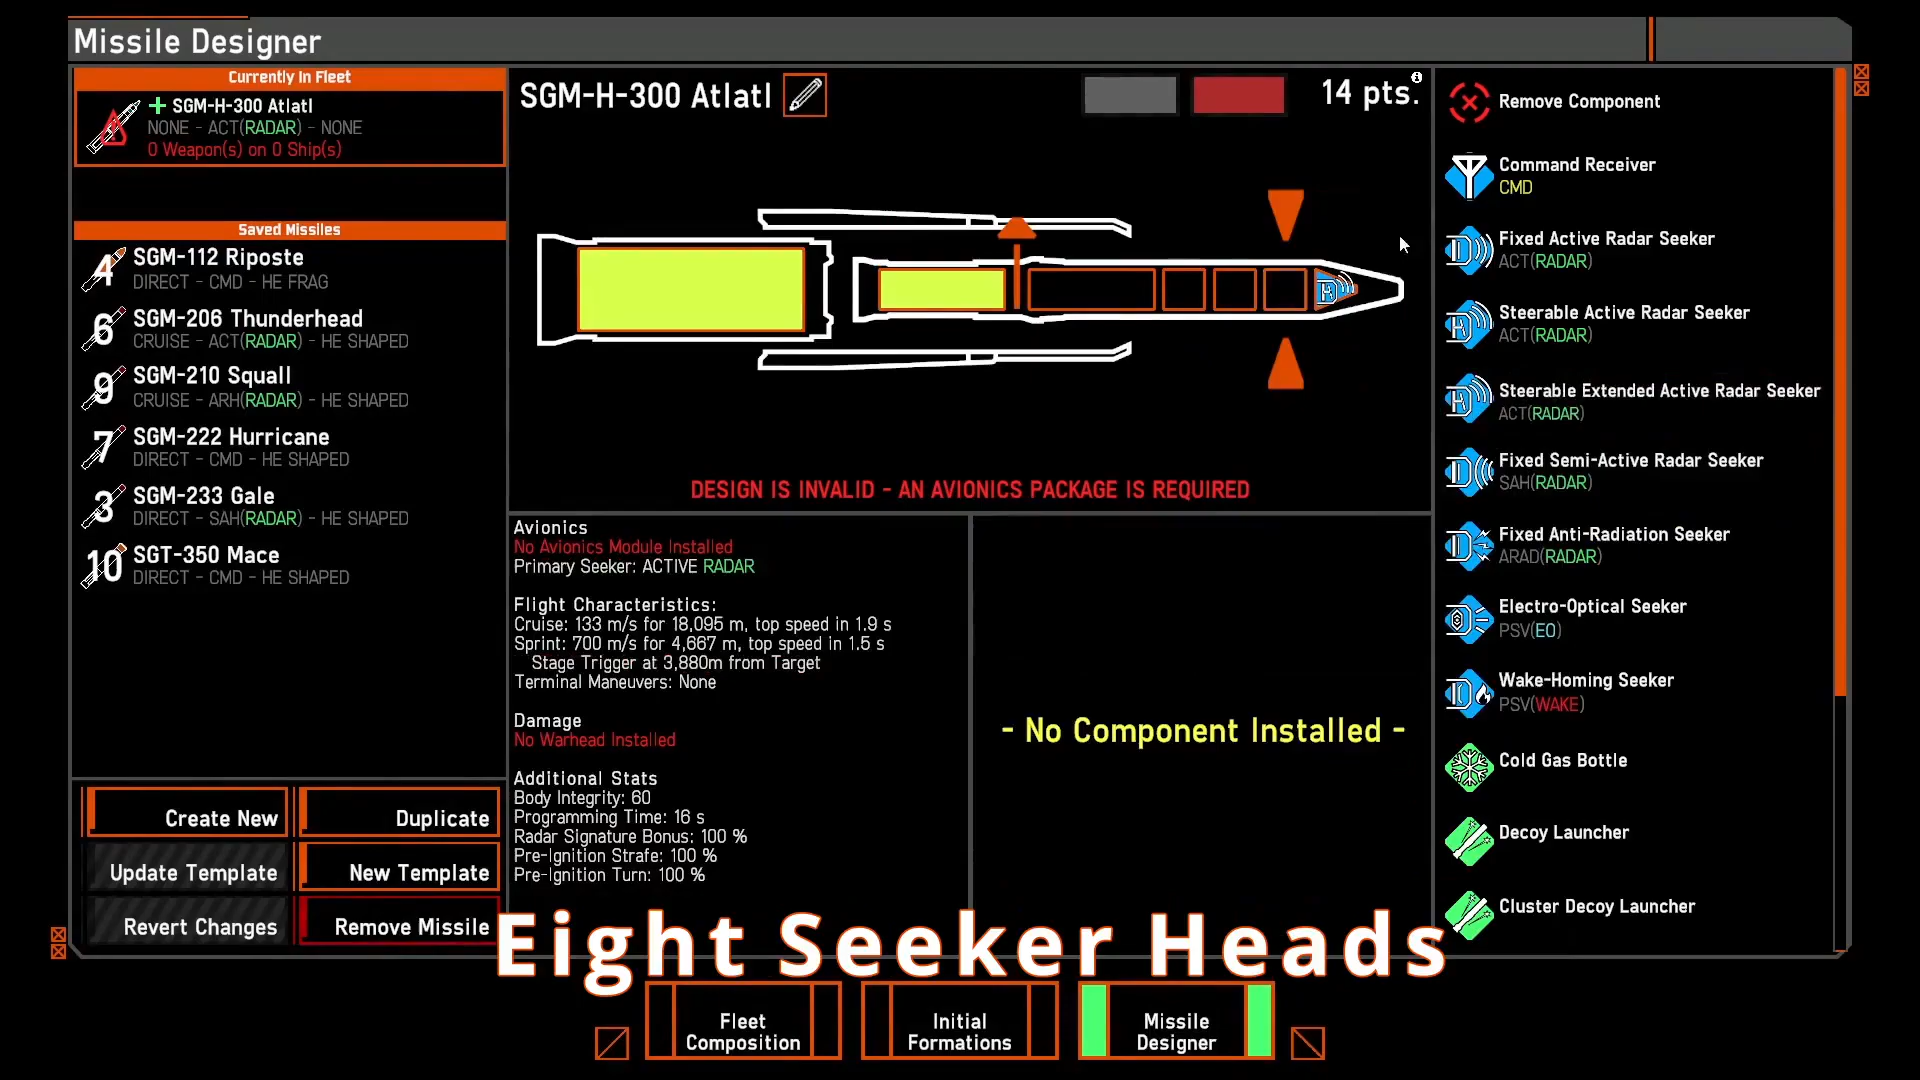 Missile Designer
Currently In Fleet
SGM-H-300 Atlatl
NONE - ACT(RADAR) - NONE
0 Weapon(s) on 0 Ship(s)
Saved Missiles
4
SGM-112 Riposte
DIRECT - CMD - HE FRAG
6
SGM-206 Thunderhead
CRUISE - ACT(RADAR) - HE SHAPED
9
SGM-210 Squall
CRUISE - ARH(RADAR) - HE SHAPED
7
SGM-222 Hurricane
DIRECT - CMD - HE SHAPED
3
SGM-233 Gale
DIRECT - SAH(RADAR) - HE SHAPED
10
SGT-350 Mace
DIRECT - CMD - HE SHAPED
Create New
Duplicate
Update Template
New Template
Revert Changes
Remove Missile
SGM-H-300 Atlatl
14 pts.
DESIGN IS INVALID - AN AVIONICS PACKAGE IS REQUIRED
Avionics
No Avionics Module Installed
Primary Seeker: ACTIVE RADAR
Flight Characteristics:
Cruise: 133 m/s for 18,095 m, top speed in 1.9 s
Sprint: 700 m/s for 4,667 m, top speed in 1.5 s
Stage Trigger at 3,880m from Target
Terminal Maneuvers: None
Damage
No Warhead Installed
Additional Stats
Body Integrity: 60
Programming Time: 16 s
Radar Signature Bonus: 100 %
Pre-Ignition Strafe: 100 %
Pre-Ignition Turn: 100 %
- No Component Installed -
Remove Component
Command Receiver
CMD
Fixed Active Radar Seeker
ACT(RADAR)
Steerable Active Radar Seeker
ACT(RADAR)
Steerable Extended Active Radar Seeker
ACT(RADAR)
Fixed Semi-Active Radar Seeker
SAH(RADAR)
Fixed Anti-Radiation Seeker
ARAD(RADAR)
Electro-Optical Seeker
PSV(EO)
Wake-Homing Seeker
PSV(WAKE)
Cold Gas Bottle
Decoy Launcher
Cluster Decoy Launcher
Eight Seeker Heads
Fleet
Composition
Initial
Formations
Missile
Designer